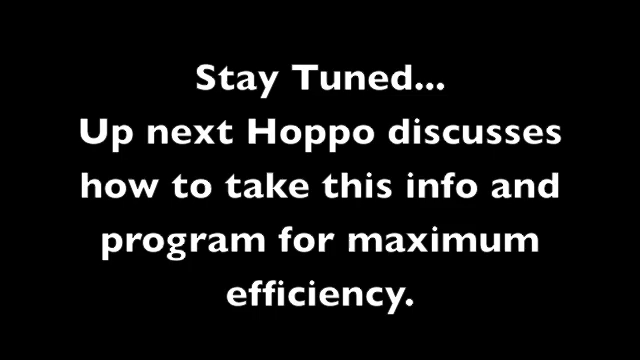 Stay Tuned...
Up next Hoppo discusses
how to take this info and
program for maximum
efficiency.